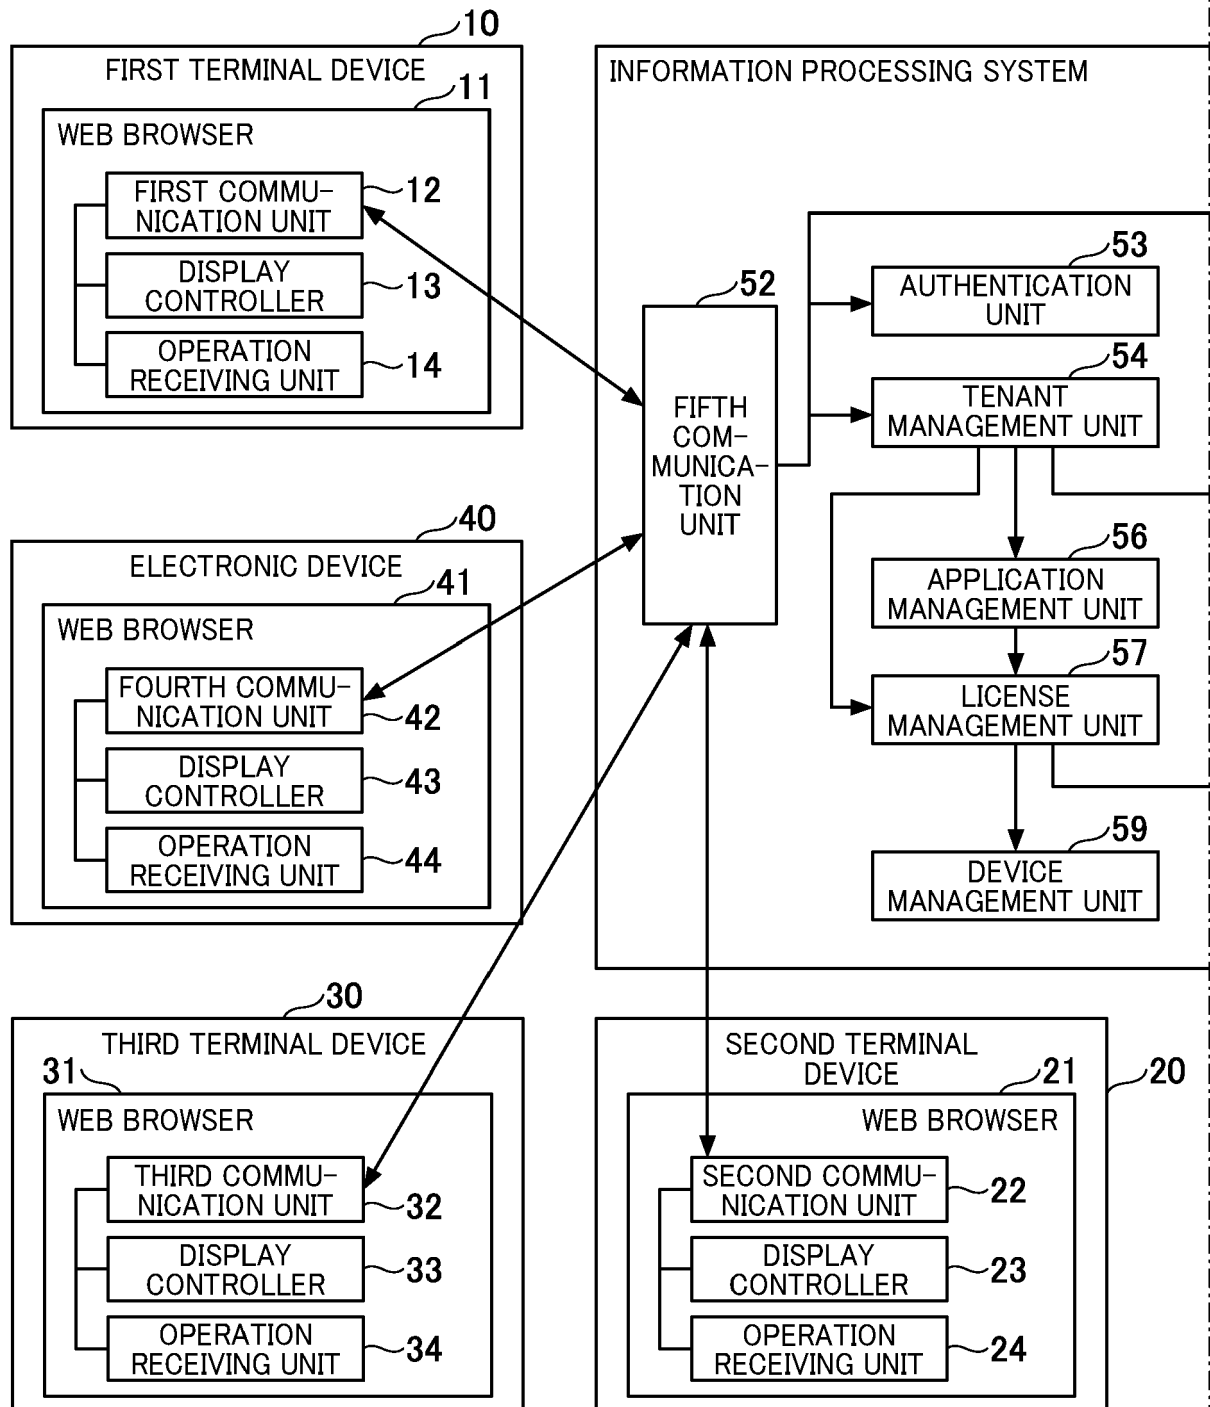 10
FIRST TERMINAL DEVICE
11
WEB BROWSER
FIRST COMMU-
NICATION UNIT
12
DISPLAY
CONTROLLER
13
OPERATION
RECEIVING UNIT
14
40
ELECTRONIC DEVICE
41
WEB BROWSER
FOURTH COMMU-
NICATION UNIT
42
DISPLAY
CONTROLLER
43
OPERATION
RECEIVING UNIT
44
30
THIRD TERMINAL DEVICE
31
WEB BROWSER
THIRD COMMU-
NICATION UNIT
32
DISPLAY
CONTROLLER
33
OPERATION
RECEIVING UNIT
34
INFORMATION PROCESSING SYSTEM
52
FIFTH
COM-
MUNICA-
TION
UNIT
53
AUTHENTICATION
UNIT
54
TENANT
MANAGEMENT UNIT
56
APPLICATION
MANAGEMENT UNIT
57
LICENSE
MANAGEMENT UNIT
59
DEVICE
MANAGEMENT UNIT
SECOND TERMINAL
DEVICE
20
21
WEB BROWSER
SECOND COMMU-
NICATION UNIT
22
DISPLAY
CONTROLLER
23
OPERATION
RECEIVING UNIT
24